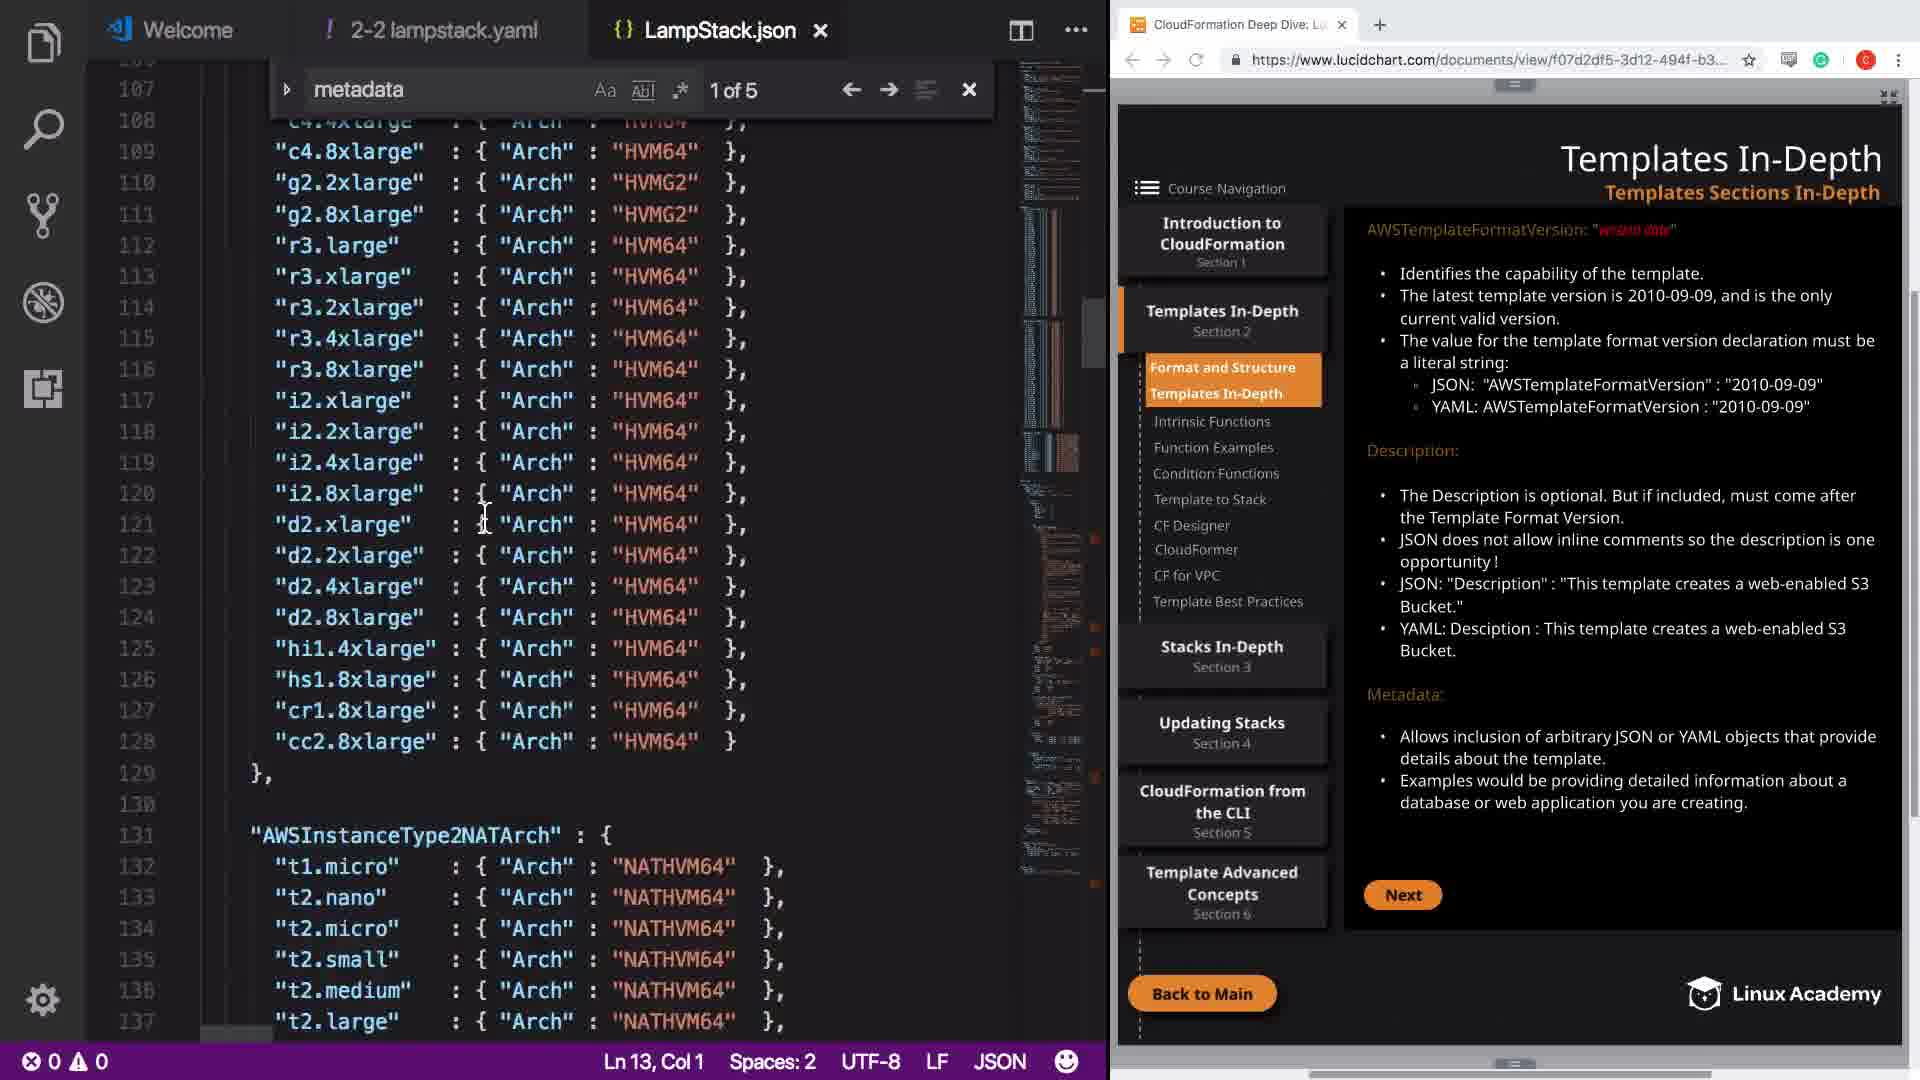 Welcome
2-2 lampstack.yaml
LampStack.json
metadata
1 of 5
107
108 "c4.4xlarge" : { "Arch" : "HVM64" },
109 "c4.8xlarge" : { "Arch" : "HVM64" },
110 "g2.2xlarge" : { "Arch" : "HVMG2" },
111 "g2.8xlarge" : { "Arch" : "HVMG2" },
112 "r3.large" : { "Arch" : "HVM64" },
113 "r3.xlarge" : { "Arch" : "HVM64" },
114 "r3.2xlarge" : { "Arch" : "HVM64" },
115 "r3.4xlarge" : { "Arch" : "HVM64" },
116 "r3.8xlarge" : { "Arch" : "HVM64" },
117 "i2.xlarge" : { "Arch" : "HVM64" },
118 "i2.2xlarge" : { "Arch" : "HVM64" },
119 "i2.4xlarge" : { "Arch" : "HVM64" },
120 "i2.8xlarge" : { "Arch" : "HVM64" },
121 "d2.xlarge" : { "Arch" : "HVM64" },
122 "d2.2xlarge" : { "Arch" : "HVM64" },
123 "d2.4xlarge" : { "Arch" : "HVM64" },
124 "d2.8xlarge" : { "Arch" : "HVM64" },
125 "hi1.4xlarge" : { "Arch" : "HVM64" },
126 "hs1.8xlarge" : { "Arch" : "HVM64" },
127 "cr1.8xlarge" : { "Arch" : "HVM64" },
128 "cc2.8xlarge" : { "Arch" : "HVM64" }
129 },
130
131 "AWSInstanceType2NATArch" : {
132 "t1.micro" : { "Arch" : "NATHVM64" },
133 "t2.nano" : { "Arch" : "NATHVM64" },
134 "t2.micro" : { "Arch" : "NATHVM64" },
135 "t2.small" : { "Arch" : "NATHVM64" },
136 "t2.medium" : { "Arch" : "NATHVM64" },
137 "t2.large" : { "Arch" : "NATHVM64" },
0 0
Ln 13, Col 1 Spaces: 2 UTF-8 LF JSON
CloudFormation Deep Dive: Lu
https://www.lucidchart.com/documents/view/f07d2df5-3d12-494f-b3...
Templates In-Depth
Templates Sections In-Depth
Course Navigation
Introduction to
CloudFormation
Section 1
Templates In-Depth
Section 2
Format and Structure
Templates In-Depth
Intrinsic Functions
Function Examples
Condition Functions
Template to Stack
CF Designer
CloudFormer
CF for VPC
Template Best Practices
Stacks In-Depth
Section 3
Updating Stacks
Section 4
CloudFormation from
the CLI
Section 5
Template Advanced
Concepts
Section 6
Back to Main
AWSTemplateFormatVersion: "version date"
• Identifies the capability of the template.
• The latest template version is 2010-09-09, and is the only
current valid version.
• The value for the template format version declaration must be
a literal string:
◦ JSON: "AWSTemplateFormatVersion" : "2010-09-09"
◦ YAML: AWSTemplateFormatVersion : "2010-09-09"
Description:
• The Description is optional. But if included, must come after
the Template Format Version.
• JSON does not allow inline comments so the description is one
opportunity !
• JSON: "Description" : "This template creates a web-enabled S3
Bucket."
• YAML: Desciption : This template creates a web-enabled S3
Bucket.
Metadata:
• Allows inclusion of arbitrary JSON or YAML objects that provide
details about the template.
• Examples would be providing detailed information about a
database or web application you are creating.
Next
Linux Academy